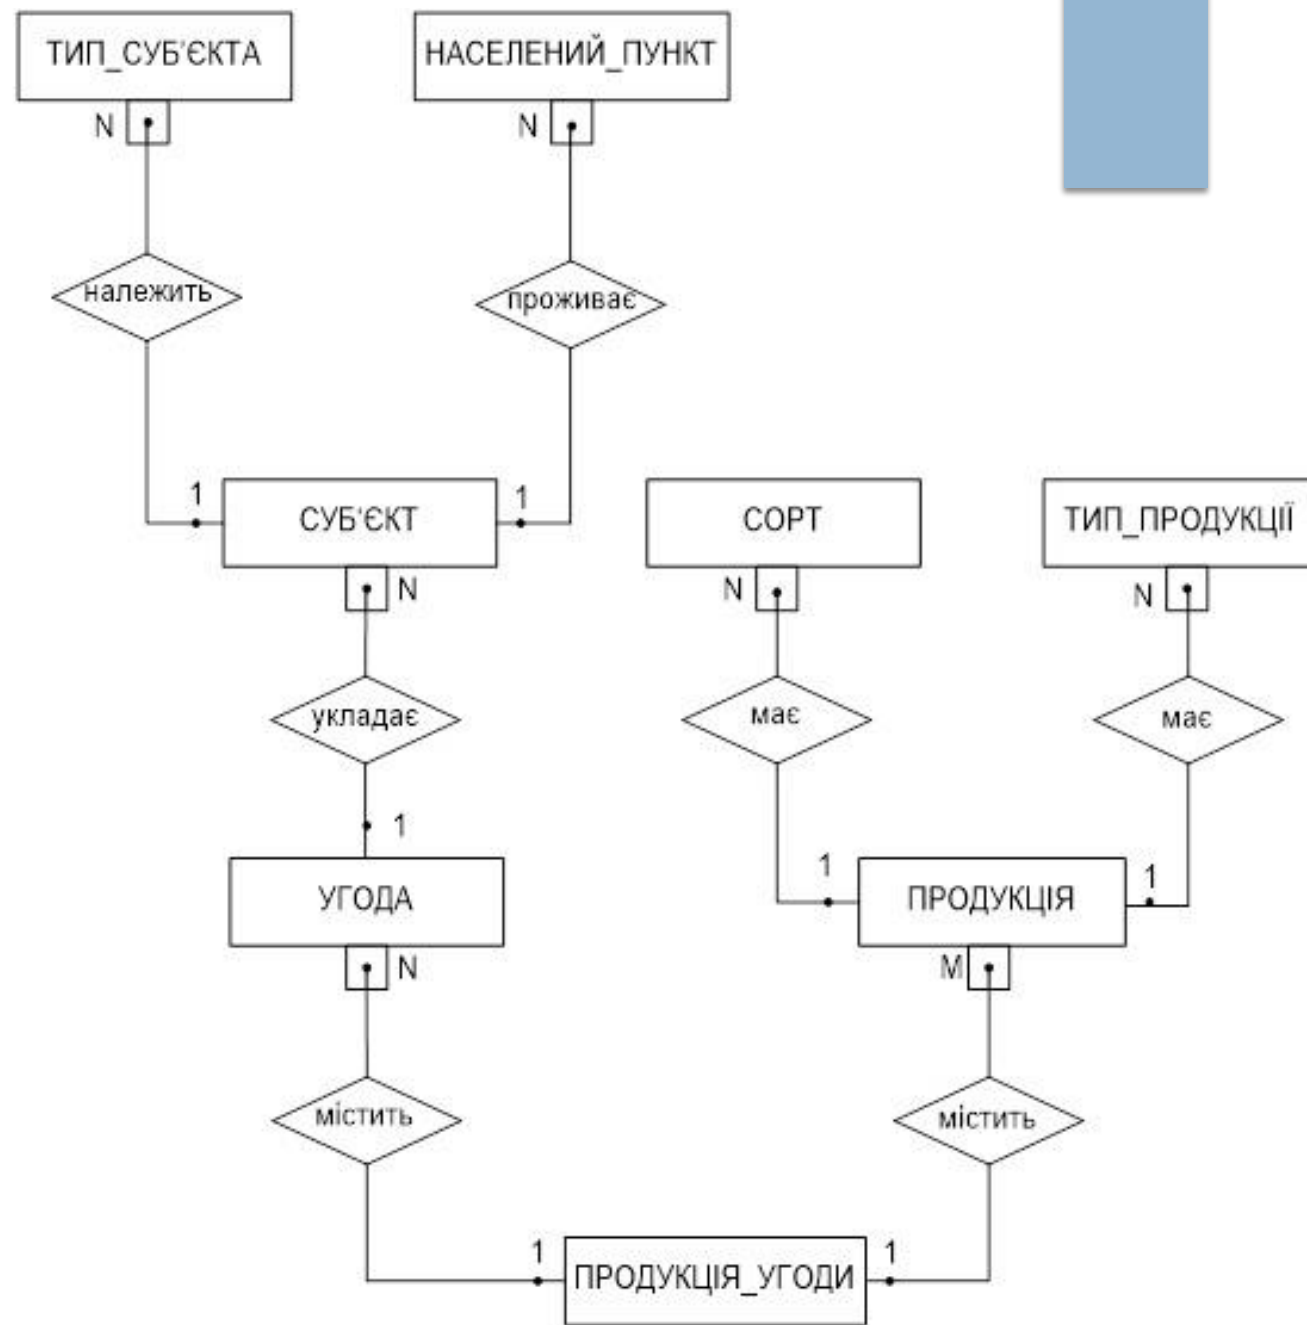 ТИП_СУБ'ЄКТА
НАСЕЛЕНИЙ_ПУНКТ
N
N
належить
проживає
1
1
СУБ'ЄКТ
СОРТ
ТИП_ПРОДУКЦІЇ
N
N
N
укладає
має
має
1
1
1
УГОДА
ПРОДУКЦІЯ
N
M
містить
містить
1
1
ПРОДУКЦІЯ_УГОДИ